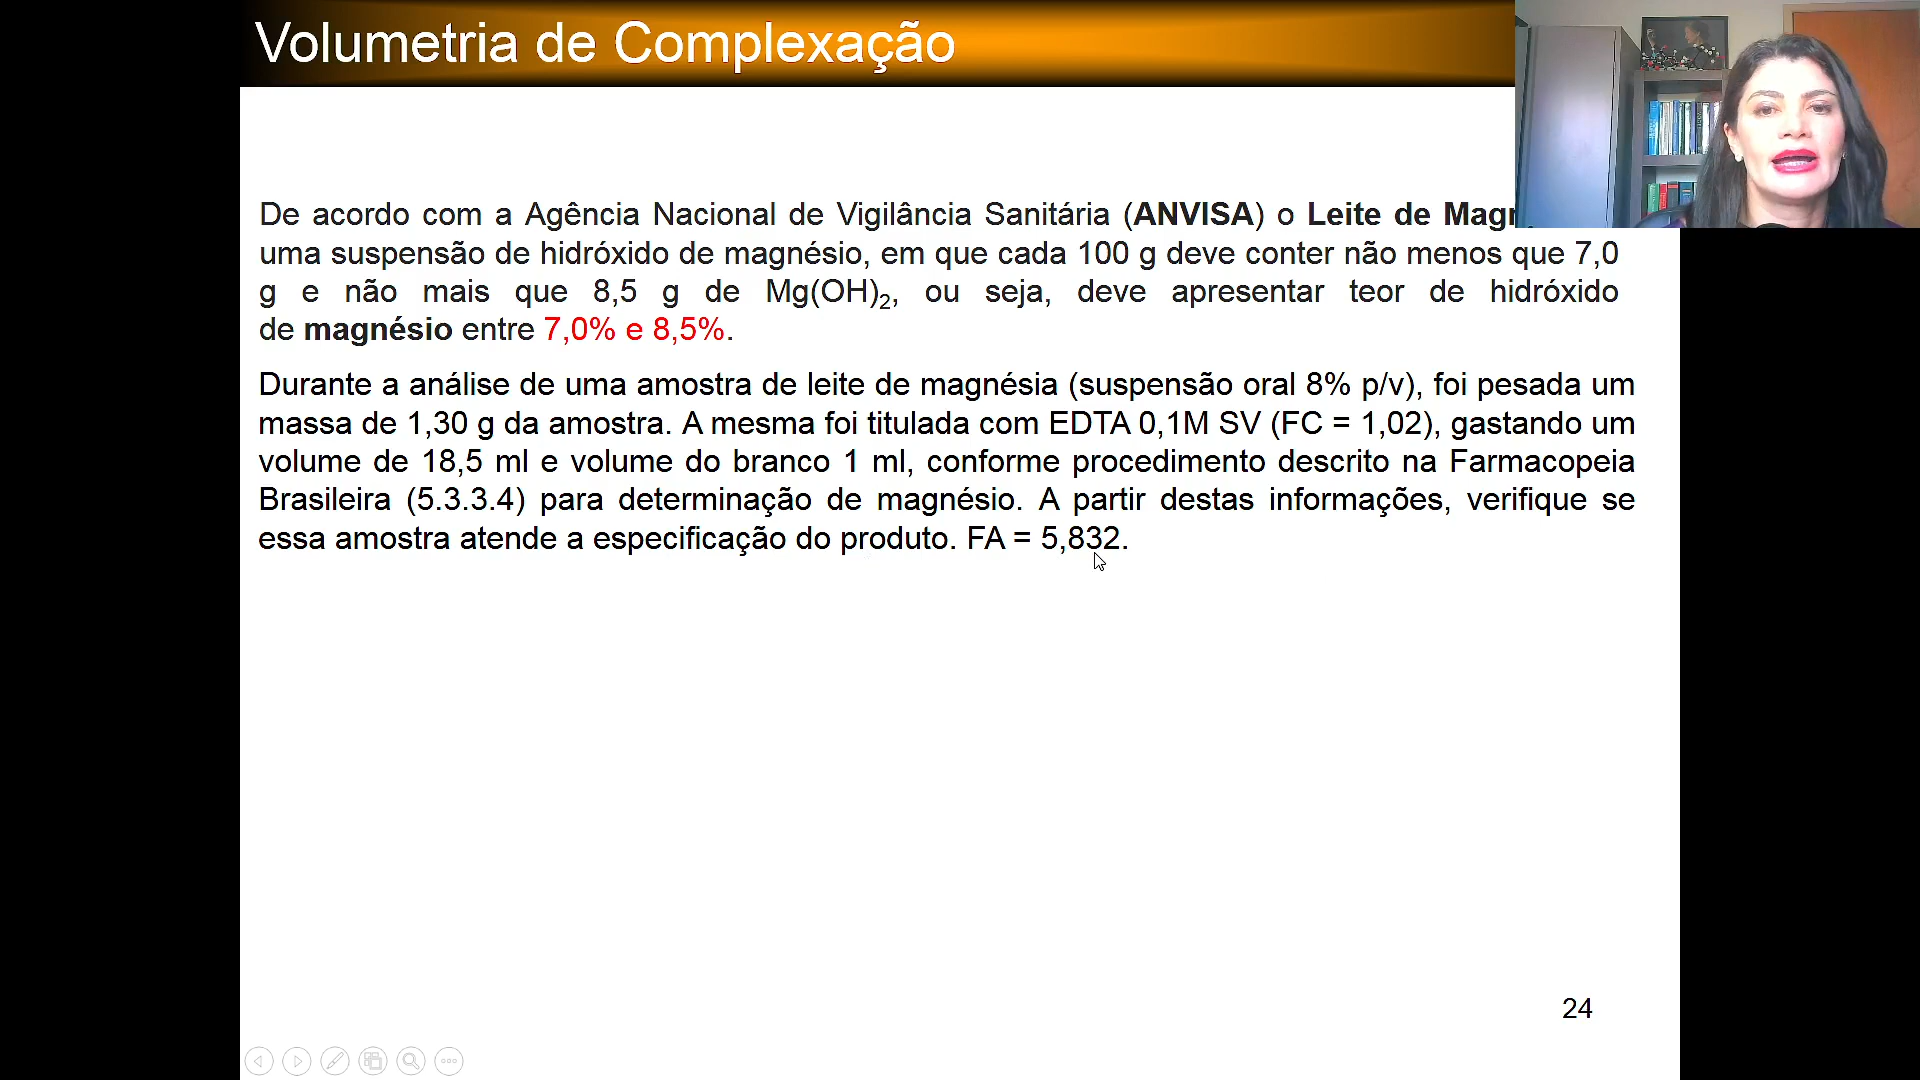 Volumetria de Complexação
De acordo com a Agência Nacional de Vigilância Sanitária (ANVISA) o Leite de
uma suspensão de hidróxido de magnésio, em que cada 100 g deve conter não menos que 7,0
g e não mais que 8,5 g de Mg(OH)₂, ou seja, deve apresentar teor de hidróxido
de magnésio entre 7,0% e 8,5%.
Durante a análise de uma amostra de leite de magnésia (suspensão oral 8% p/v), foi pesada um
massa de 1,30 g da amostra. A mesma foi titulada com EDTA 0,1M SV (FC = 1,02), gastando um
volume de 18,5 ml e volume do branco 1 ml, conforme procedimento descrito na Farmacopeia
Brasileira (5.3.3.4) para determinação de magnésio. A partir destas informações, verifique se
essa amostra atende a especificação do produto. FA = 5,832.
24